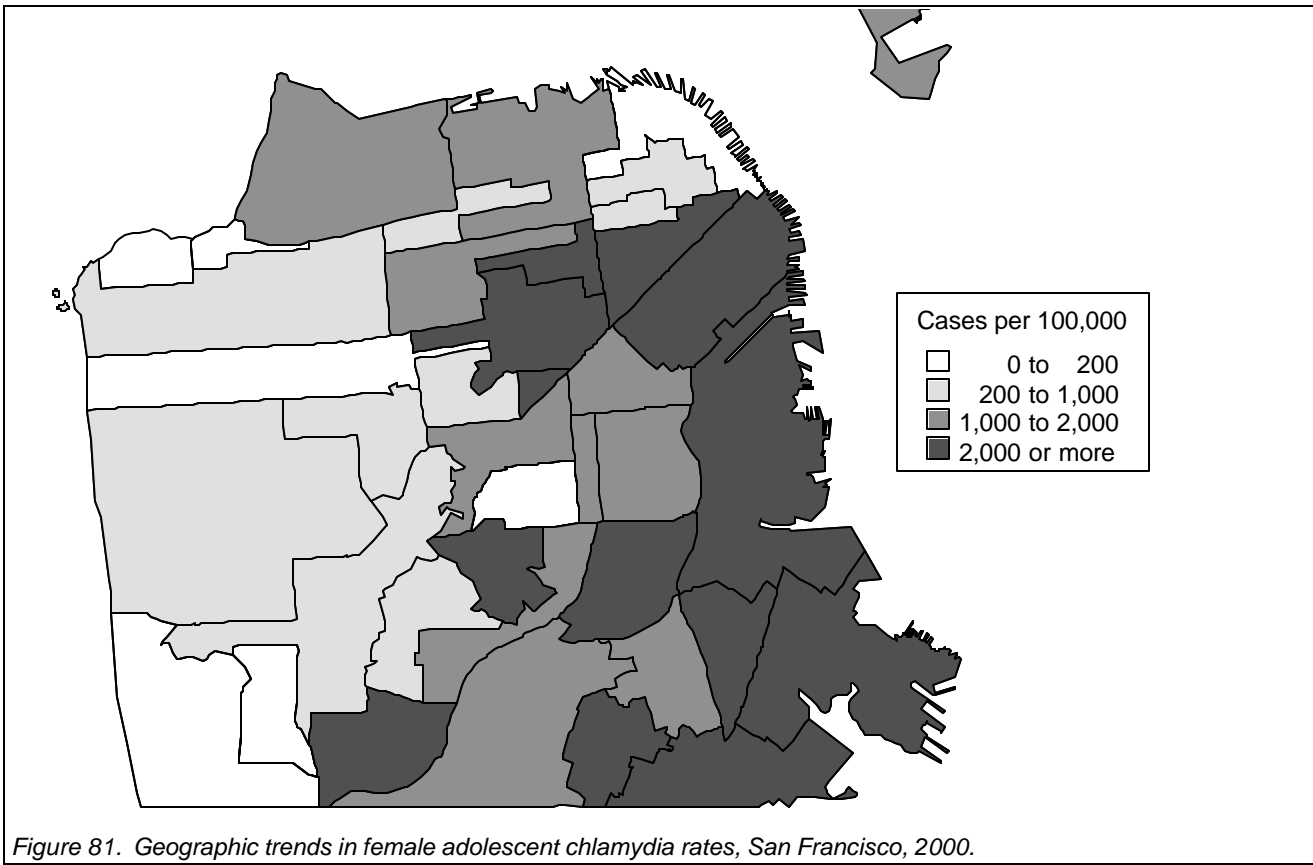 Cases per 100,000
0 to 200
200 to 1,000
1,000 to 2,000
2,000 or more
Figure 81. Geographic trends in female adolescent chlamydia rates, San Francisco, 2000.